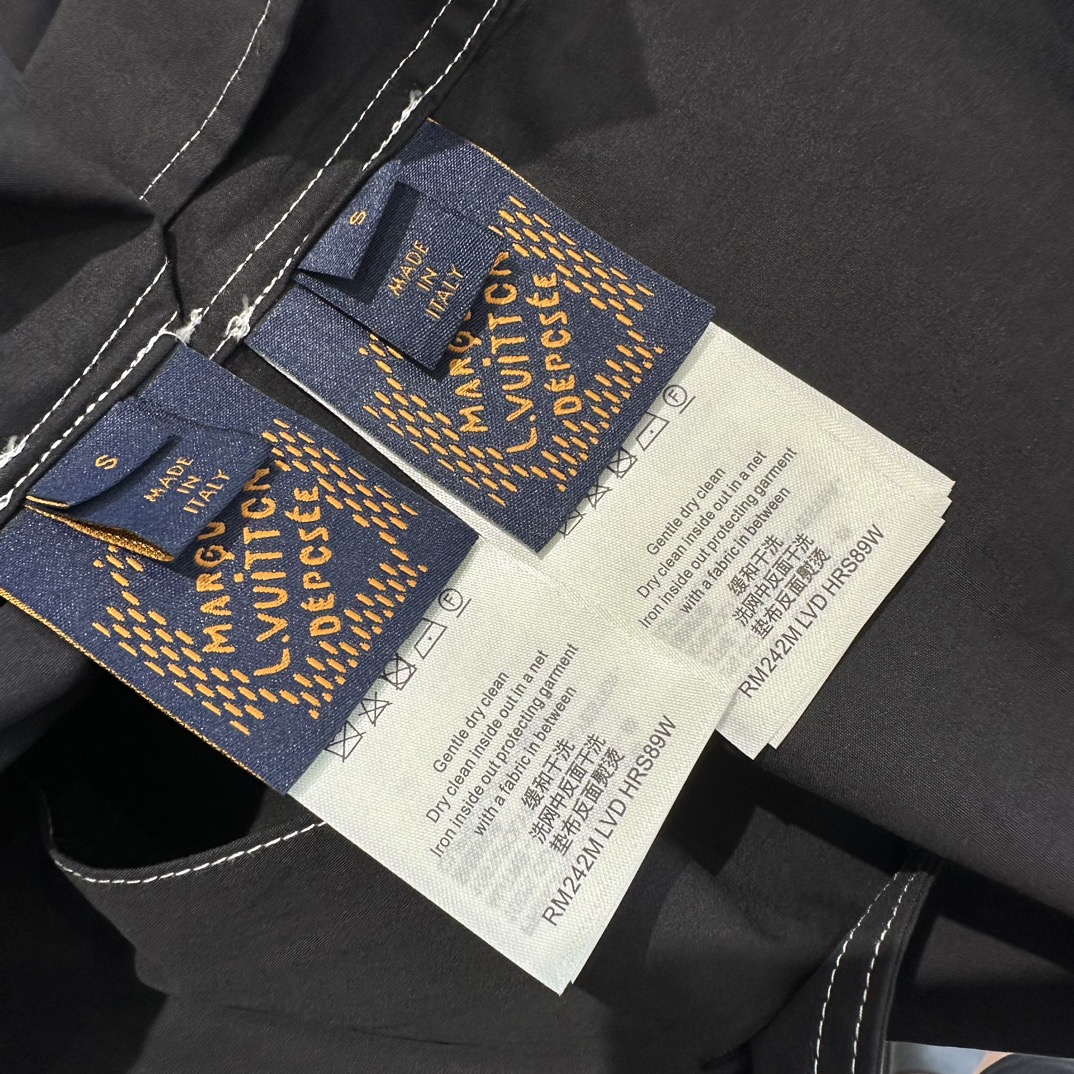 S
MADE
IN
ITALY
L.VUITTON
DEPCSÉE
Gentle dry clean
Dry clean inside out in a net
Iron inside out protecting garment
with a fabric in between
缓和干洗
洗网中反面干洗
垫布反面熨烫
RM242M LVD HRS89W
S
MADE
IN
ITALY
L.VUITTON
DEPCSÉE
F
Gentle dry clean
Dry clean inside out in a net
Iron inside out protecting garment
with a fabric in between
缓和干洗
洗网中反面干洗
垫布反面熨烫
RM242M LVD HRS89W